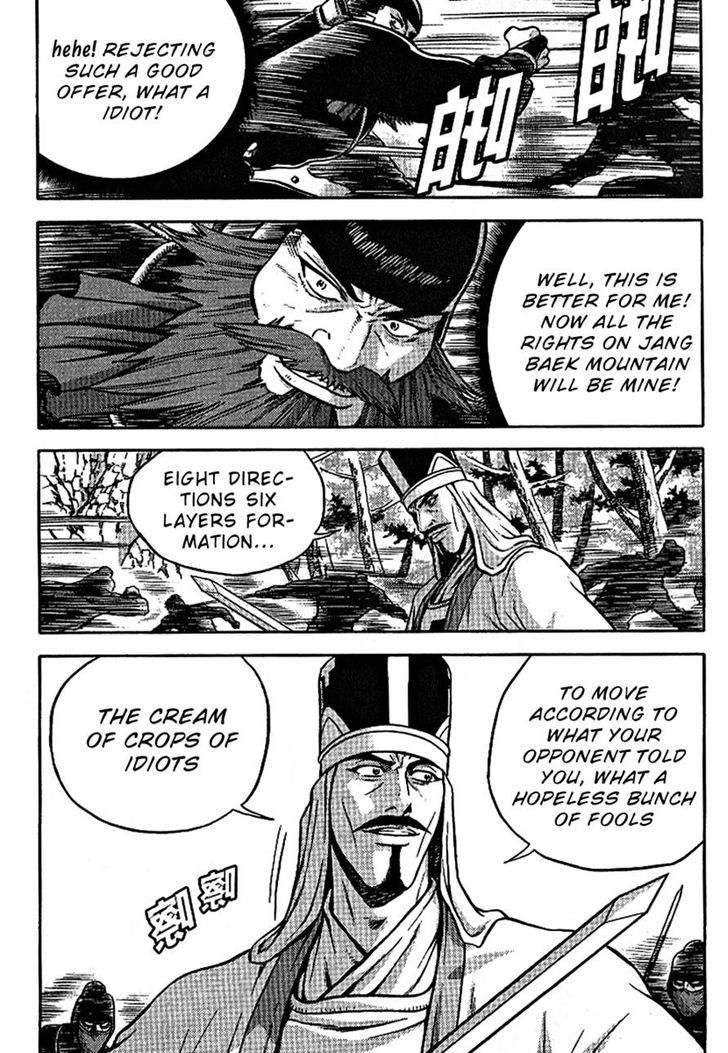 hehe! REJECTING
SUCH A GOOD
OFFER, WHAT A
IDIOT!
WELL, THIS IS
BETTER FOR ME!
NOW ALL THE
RIGHTS ON JANG
BAEK MOUNTAIN
WILL BE MINE!
EIGHT DIREC-
TIONS SIX
LAYERS FOR-
MATION...
THE CREAM
OF CROPS OF
IDIOTS
TO MOVE
ACCORDING TO
WHAT YOUR
OPPONENT TOLD
YOU, WHAT A
HOPELESS BUNCH
OF FOOLS